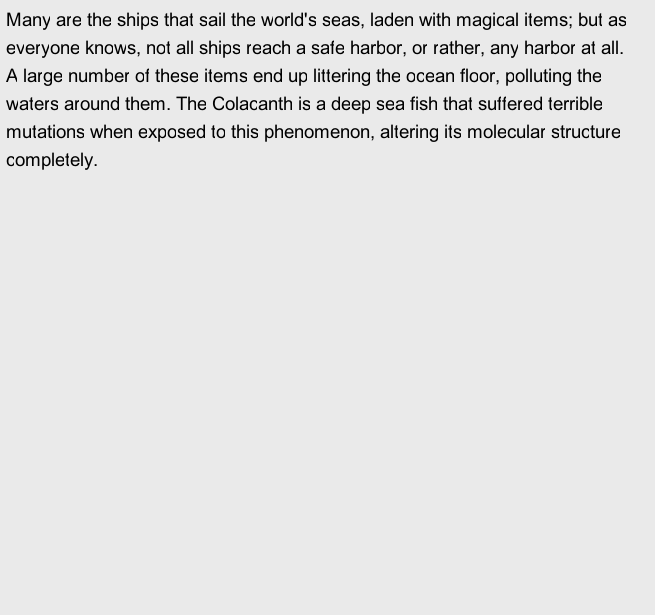 Many are the ships that sail the world's seas, laden with magical items; but as
everyone knows, not all ships reach a safe harbor, or rather, any harbor at all.
A large number of these items end up littering the ocean floor, polluting the
waters around them. The Colacanth is a deep sea fish that suffered terrible
mutations when exposed to this phenomenon, altering its molecular structure
completely.